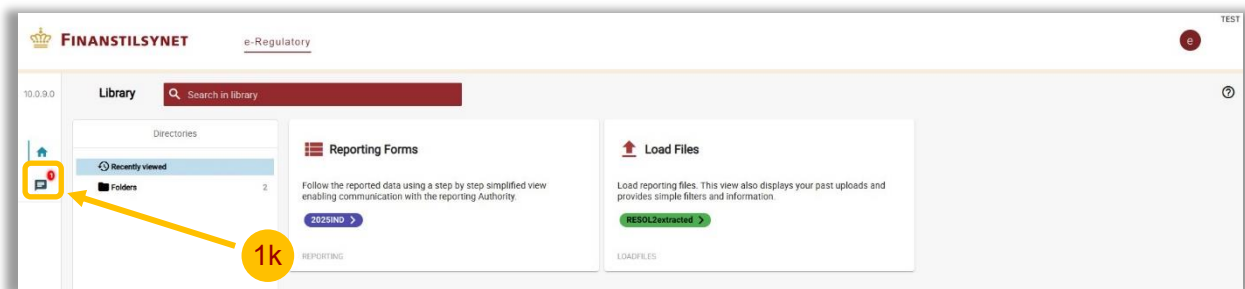 TEST
FINANSTILSYNET
e-Regulatory
e
10.0.9.0
Library
Search in library
Directories
Recently viewed
Folders 2
1
Reporting Forms
Follow the reported data using a step by step simplified view
enabling communication with the reporting Authority.
2025IND
REPORTING
Load Files
Load reporting files. This view also displays your past uploads and
provides simple filters and information.
RESOL2extracted
LOADFILES
1k